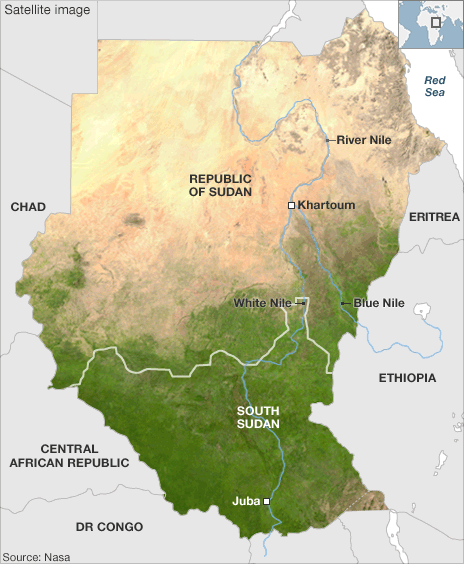 Satellite image
Red
Sea
River Nile
REPUBLIC
OF SUDAN
CHAD
Khartoum
ERITREA
White Nile
Blue Nile
ETHIOPIA
SOUTH
SUDAN
CENTRAL
AFRICAN REPUBLIC
Juba
DR CONGO
Source: Nasa